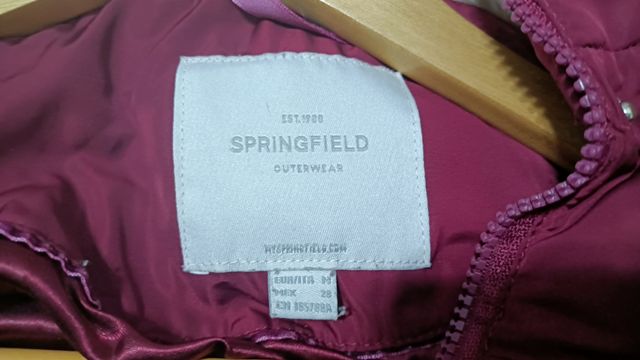 EST.1988
SPRINGFIELD
OUTERWEAR
MYSPRINGFIELD.COM
EUR/ITA M
MEX 28